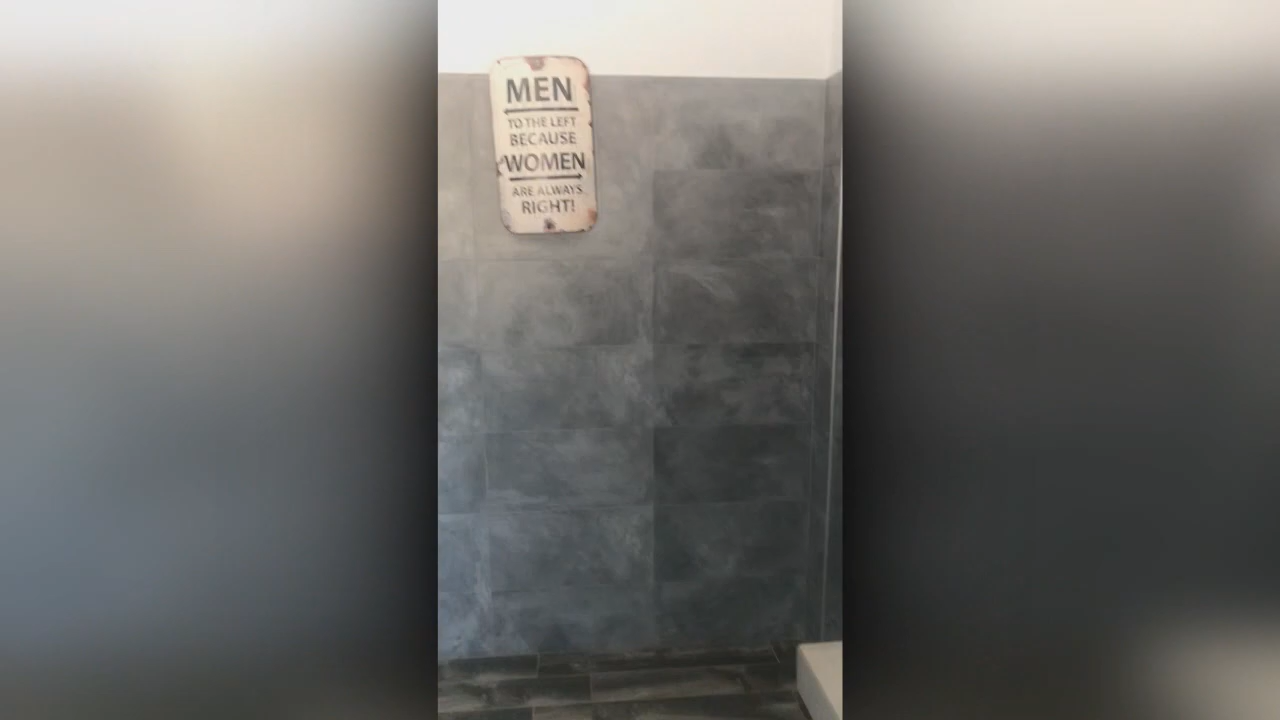 MEN
TO THE LEFT
BECAUSE
WOMEN
ARE ALWAYS
RIGHT!